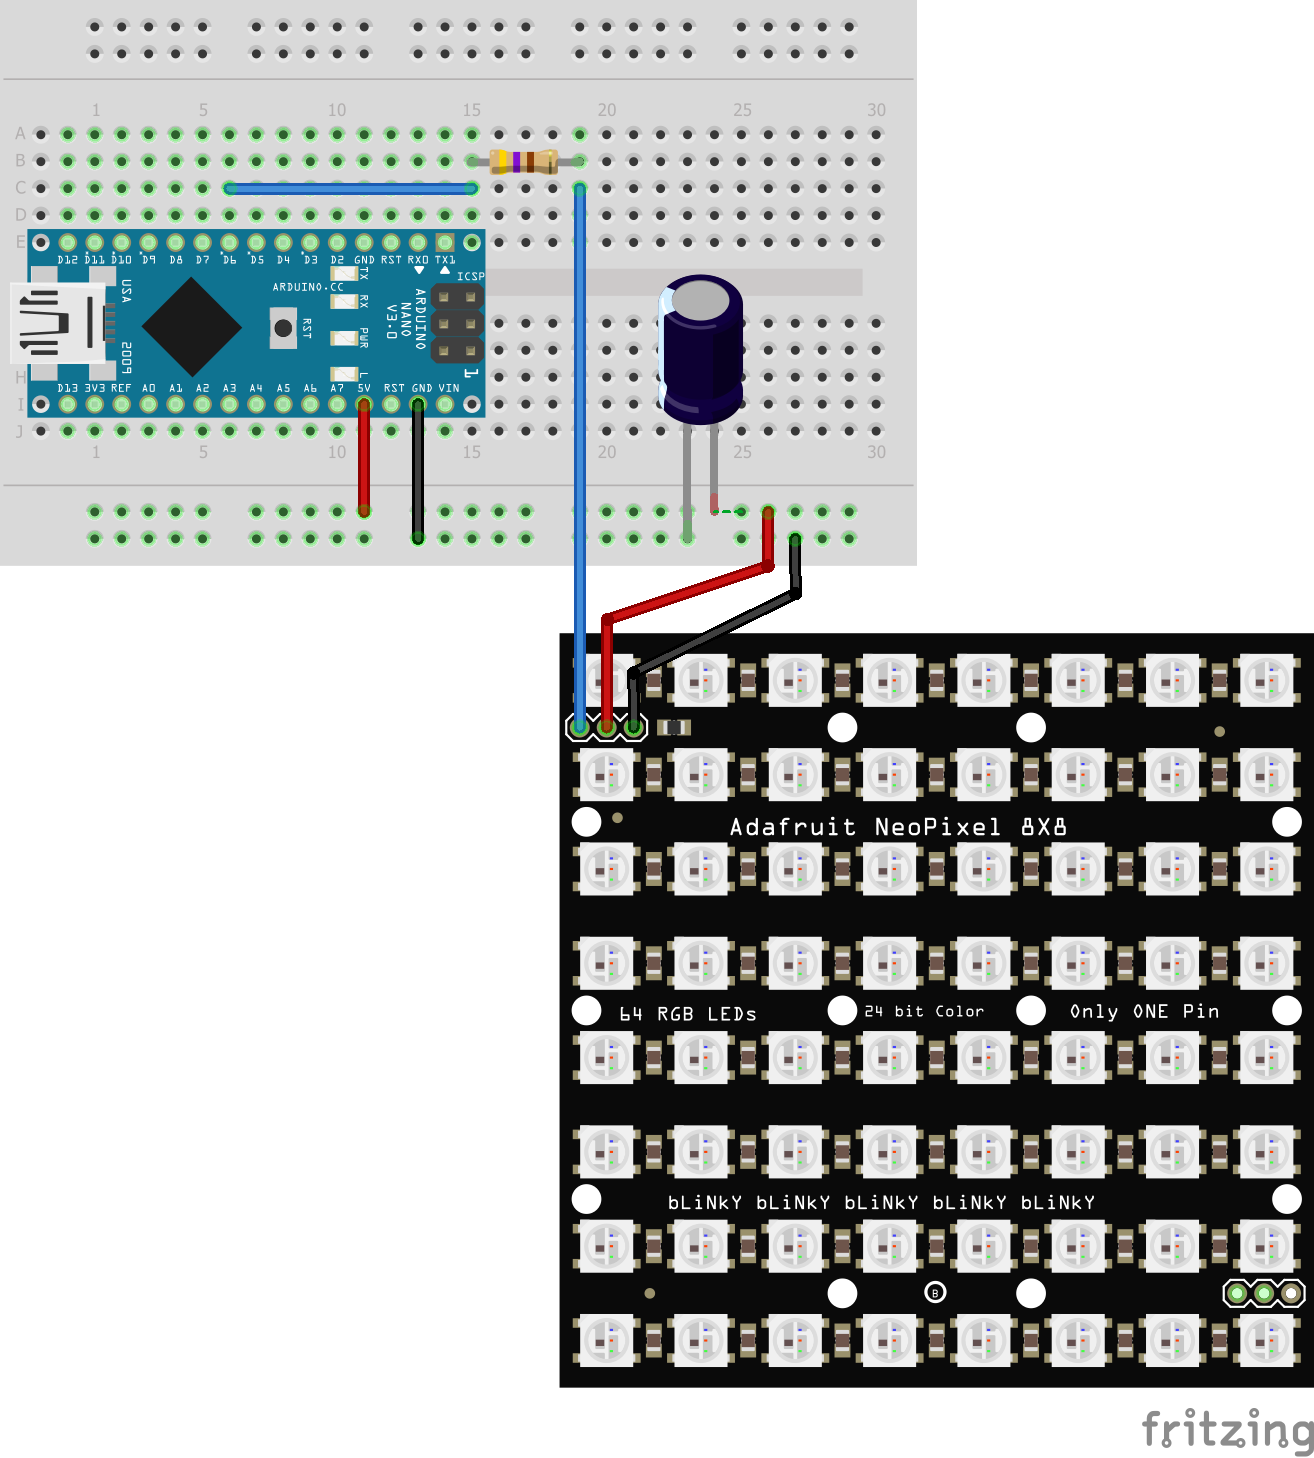 1 5 10 15 20 25 30
A
B
C
D
E
D12 D11 D10 D9 D8 D7 D6 D5 D4 D3 D2 GND RST RX0 TX1
ICSP
ARDUINO.CC
TX
RX
PWR
L
RST
USA
2009
ARDUINO
NANO
V3.0
1
H
D13 3V3 REF A0 A1 A2 A3 A4 A5 A6 A7 5V RST GND VIN
I
J
1 5 10 15 20 25 30
Adafruit NeoPixel 8X8
64 RGB LEDs 24 bit Color Only ONE Pin
bLiNkY bLiNkY bLiNkY bLiNkY bLiNkY
B
fritzing